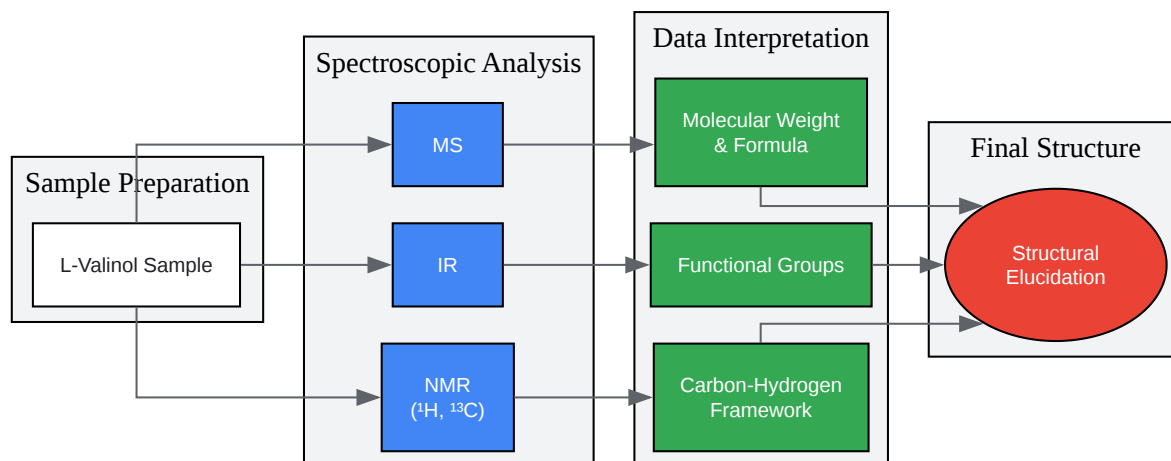 Sample Preparation
L-Valinol Sample
Spectroscopic Analysis
MS
IR
NMR
(¹H, ¹³C)
Data Interpretation
Molecular Weight
& Formula
Functional Groups
Carbon-Hydrogen
Framework
Final Structure
Structural
Elucidation